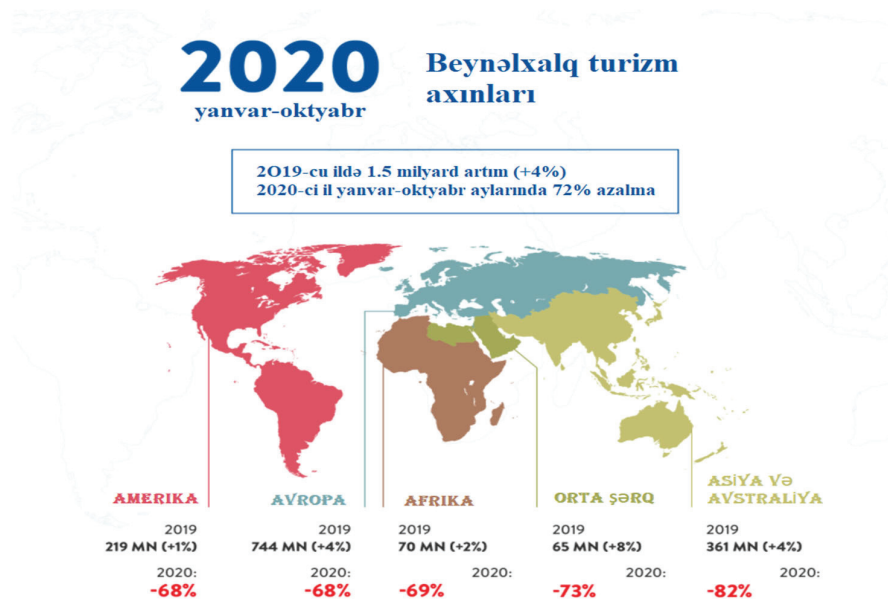 2020
yanvar-oktyabr
Beynəlxalq turizm
axınları
2O19-cu ildə 1.5 milyard artım (+4%)
2020-ci il yanvar-oktyabr aylarında 72% azalma
AMERIKA
2019
219 MN (+1%)
2020:
-68%
AVROPA
2019
744 MN (+4%)
2020:
-68%
AFRIKA
2019
70 MN (+2%)
2020:
-69%
ORTA ŞƏRQ
2019
65 MN (+8%)
2020:
-73%
ASİYA VƏ
AVSTRALİYA
2019
361 MN (+4%)
2020:
-82%